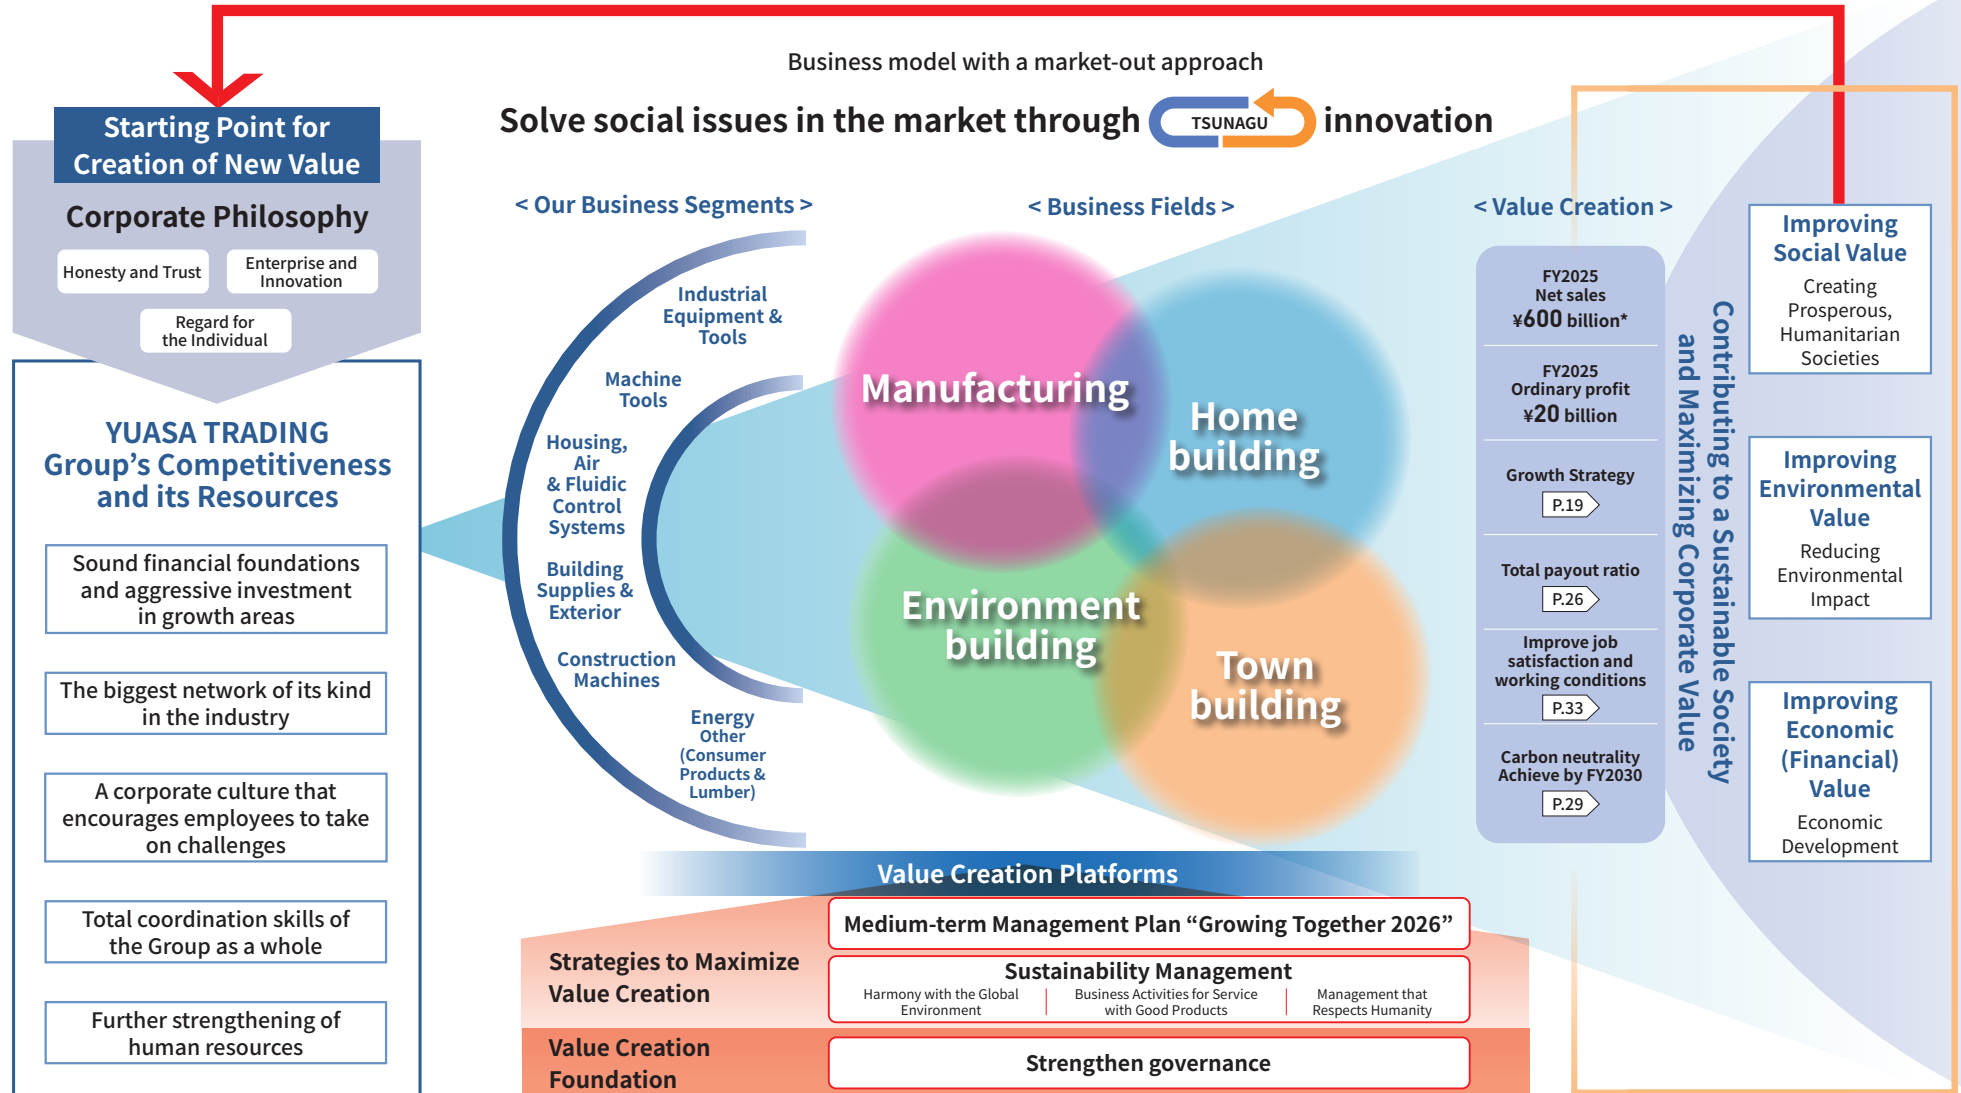 Business model with a market-out approach
Solve social issues in the market through TSUNAGU innovation
Starting Point for
Creation of New Value
Corporate Philosophy
Honesty and Trust
Enterprise and
Innovation
Regard for
the Individual
YUASA TRADING
Group’s Competitiveness
and its Resources
Sound financial foundations
and aggressive investment
in growth areas
The biggest network of its kind
in the industry
A corporate culture that
encourages employees to take
on challenges
Total coordination skills of
the Group as a whole
Further strengthening of
human resources
< Our Business Segments >
Industrial
Equipment &
Tools
Machine
Tools
Housing,
Air
& Fluidic
Control
Systems
Building
Supplies &
Exterior
Construction
Machines
Energy
Other
(Consumer
Products &
Lumber)
< Business Fields >
Manufacturing
Home
building
Environment
building
Town
building
< Value Creation >
FY2025
Net sales
¥600 billion*
FY2025
Ordinary profit
¥20 billion
Growth Strategy
P.19
Total payout ratio
P.26
Improve job
satisfaction and
working conditions
P.33
Carbon neutrality
Achieve by FY2030
P.29
Contributing to a Sustainable Society
and Maximizing Corporate Value
Improving
Social Value
Creating
Prosperous,
Humanitarian
Societies
Improving
Environmental
Value
Reducing
Environmental
Impact
Improving
Economic
(Financial)
Value
Economic
Development
Value Creation Platforms
Strategies to Maximize
Value Creation
Medium-term Management Plan “Growing Together 2026”
Sustainability Management
Harmony with the Global
Environment
Business Activities for Service
with Good Products
Management that
Respects Humanity
Value Creation
Foundation
Strengthen governance